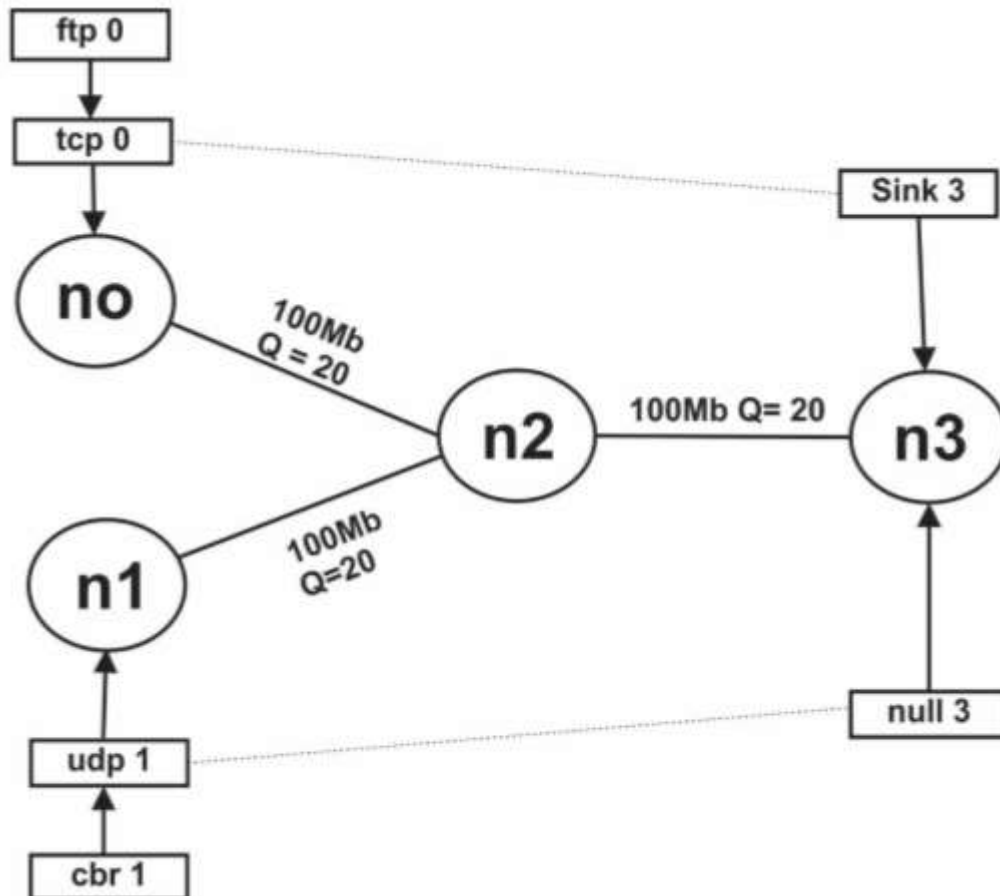 ftp 0
tcp 0
Sink 3
no
100Mb
Q = 20
n2
100Mb Q= 20
n3
n1
100Mb
Q=20
null 3
udp 1
cbr 1